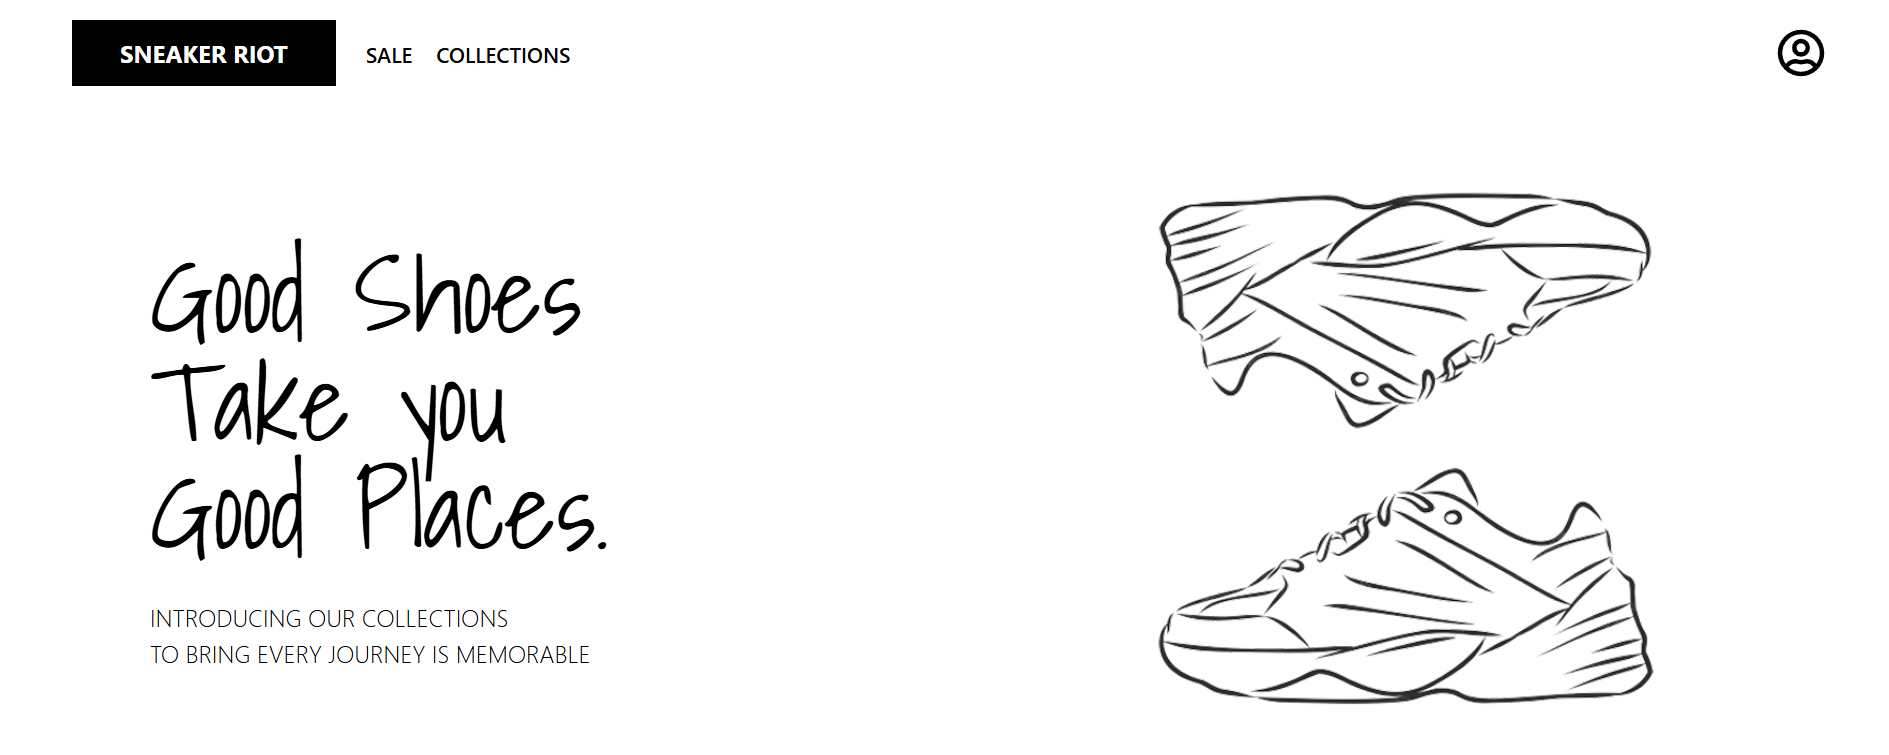 SNEAKER RIOT SALE COLLECTIONS
Good Shoes
Take you
Good Places.
INTRODUCING OUR COLLECTIONS
TO BRING EVERY JOURNEY IS MEMORABLE